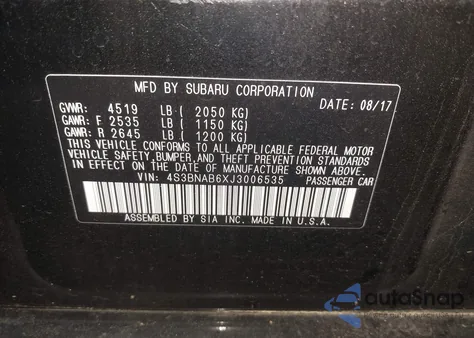 MFD BY SUBARU CORPORATION
GVWR: 4519 LB ( 2050 KG) DATE: 08/17
GAWR: F 2535 LB ( 1150 KG)
GAWR: R 2645 LB ( 1200 KG)
THIS VEHICLE CONFORMS TO ALL APPLICABLE FEDERAL MOTOR
VEHICLE SAFETY, BUMPER, AND THEFT PREVENTION STANDARDS
IN EFFECT ON THE DATE OF MANUFACTURE SHOWN ABOVE.
VIN: 4S3BNAB6XJ3006535 PASSENGER CAR
ASSEMBLED BY SIA INC. MADE IN U.S.A.
autoSnap